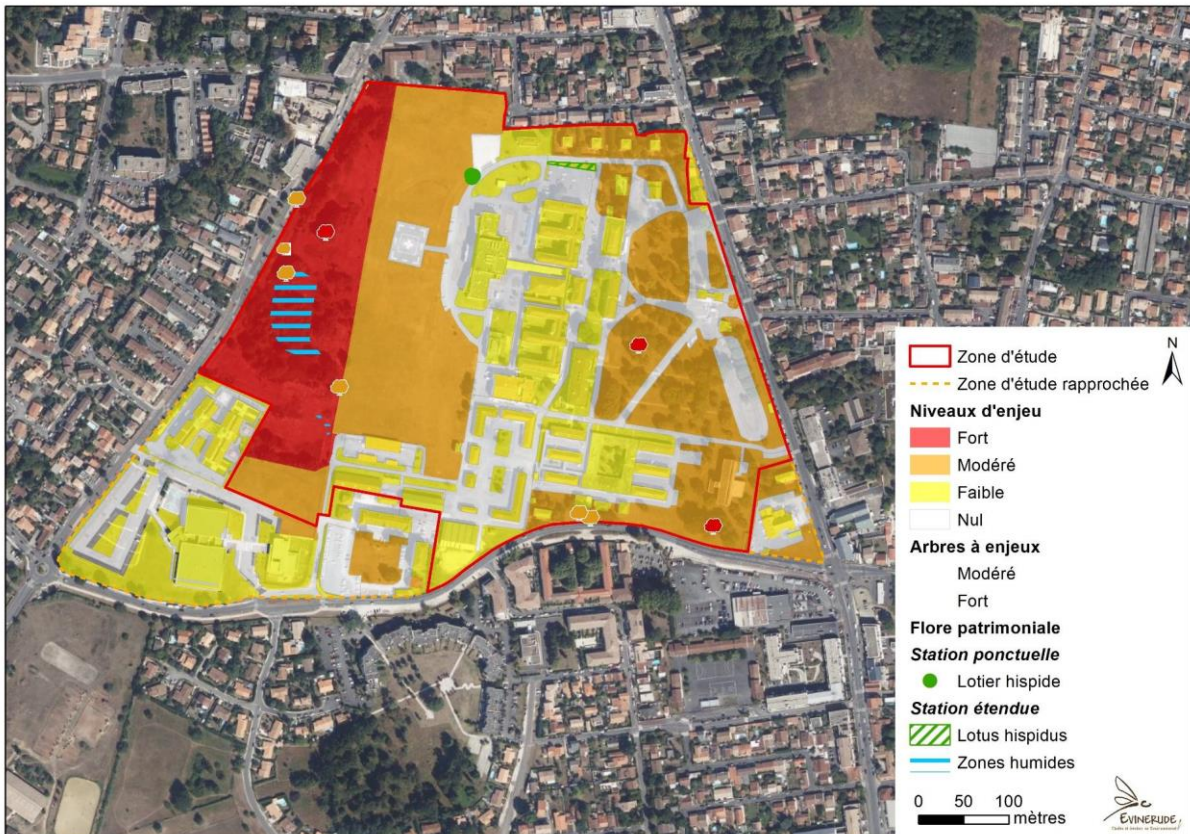 N
Zone d'étude
Zone d'étude rapprochée
Niveaux d'enjeu
Fort
Modéré
Faible
Nul
Arbres à enjeux
Modéré
Fort
Flore patrimoniale
Station ponctuelle
Lotier hispide
Station étendue
Lotus hispidus
Zones humides
0 50 100
mètres
EVINERUDE